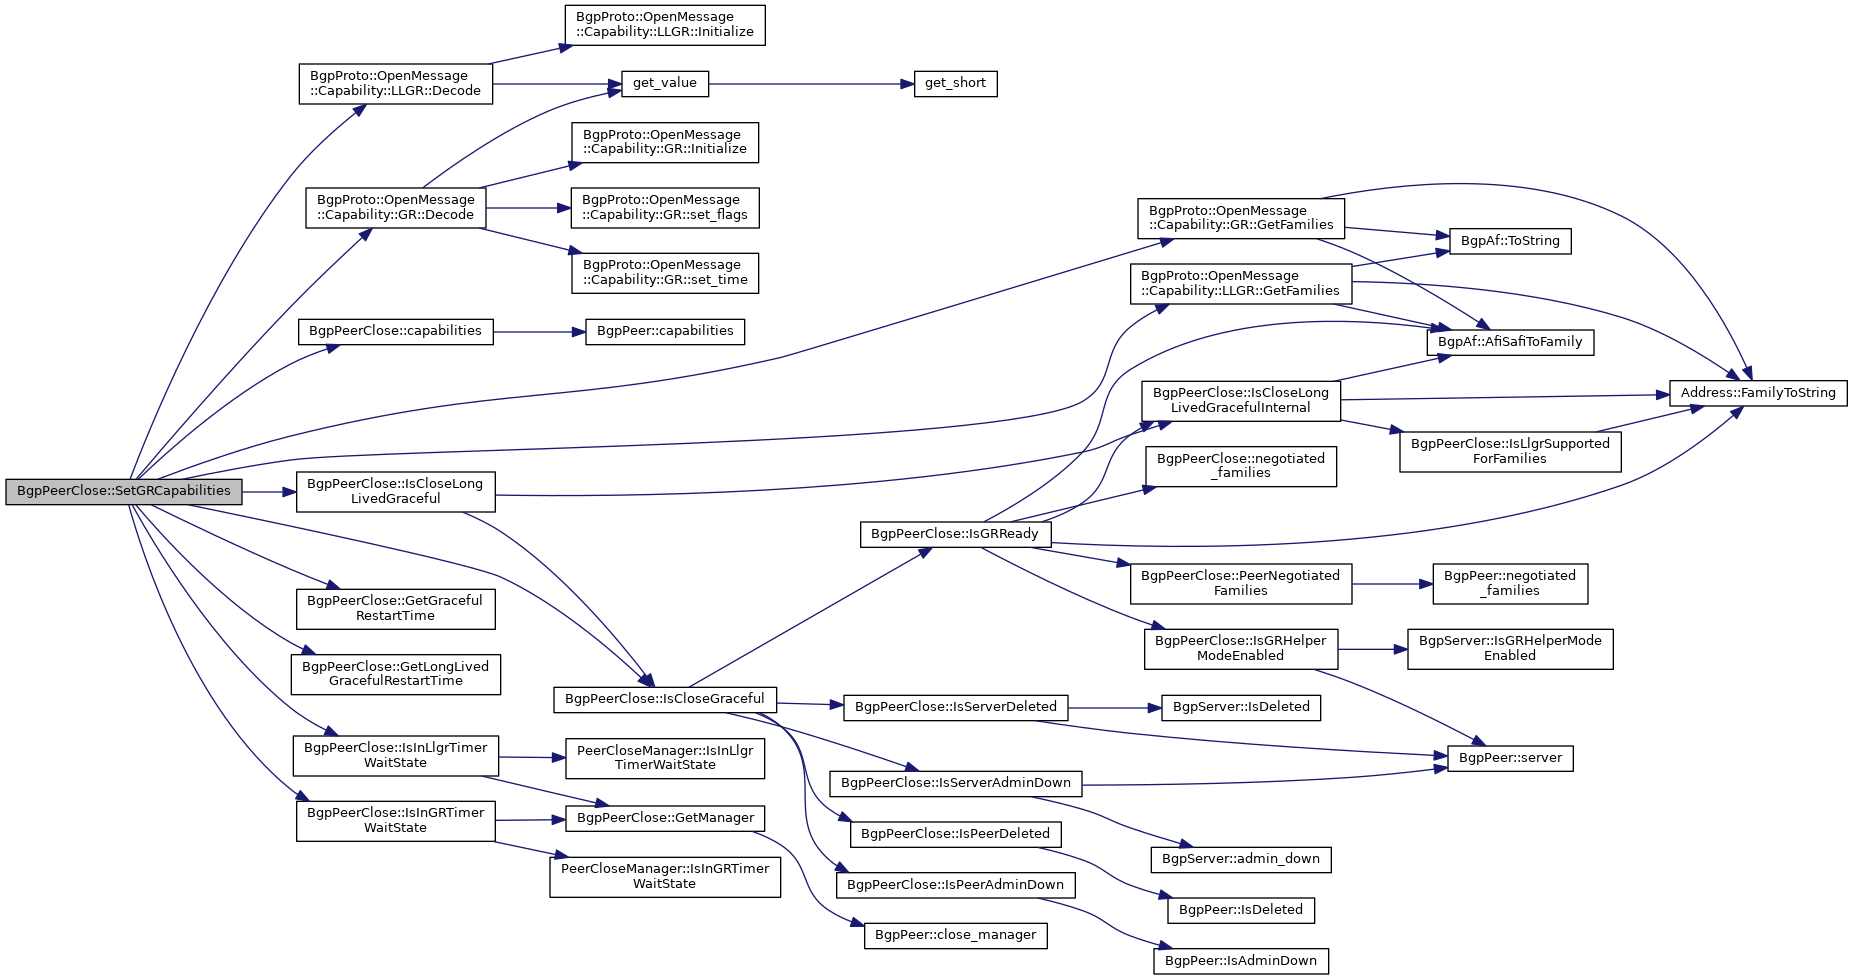 BgpPeerClose::SetGRCapabilities
BgpProto::OpenMessage
::Capability::LLGR::Decode
BgpProto::OpenMessage
::Capability::GR::Decode
BgpPeerClose::capabilities
BgpPeerClose::IsCloseLong
LivedGraceful
BgpPeerClose::GetGraceful
RestartTime
BgpPeerClose::GetLongLived
GracefulRestartTime
BgpPeerClose::IsInLlgrTimer
WaitState
BgpPeerClose::IsInGRTimer
WaitState
BgpProto::OpenMessage
::Capability::LLGR::Initialize
get_value
BgpProto::OpenMessage
::Capability::GR::Initialize
BgpProto::OpenMessage
::Capability::GR::set_flags
BgpProto::OpenMessage
::Capability::GR::set_time
BgpPeer::capabilities
BgpPeerClose::IsCloseGraceful
PeerCloseManager::IsInLlgr
TimerWaitState
BgpPeerClose::GetManager
PeerCloseManager::IsInGRTimer
WaitState
get_short
BgpPeerClose::IsGRReady
BgpPeerClose::IsServerDeleted
BgpPeerClose::IsServerAdminDown
BgpPeerClose::IsPeerDeleted
BgpPeerClose::IsPeerAdminDown
BgpPeer::close_manager
BgpProto::OpenMessage
::Capability::GR::GetFamilies
BgpProto::OpenMessage
::Capability::LLGR::GetFamilies
BgpPeerClose::IsCloseLong
LivedGracefulInternal
BgpPeerClose::negotiated
_families
BgpPeerClose::PeerNegotiated
Families
BgpPeerClose::IsGRHelper
ModeEnabled
BgpServer::IsDeleted
BgpServer::admin_down
BgpPeer::IsDeleted
BgpPeer::IsAdminDown
BgpAf::ToString
BgpAf::AfiSafiToFamily
BgpPeerClose::IsLlgrSupported
ForFamilies
BgpPeer::negotiated
_families
BgpServer::IsGRHelperMode
Enabled
BgpPeer::server
Address::FamilyToString